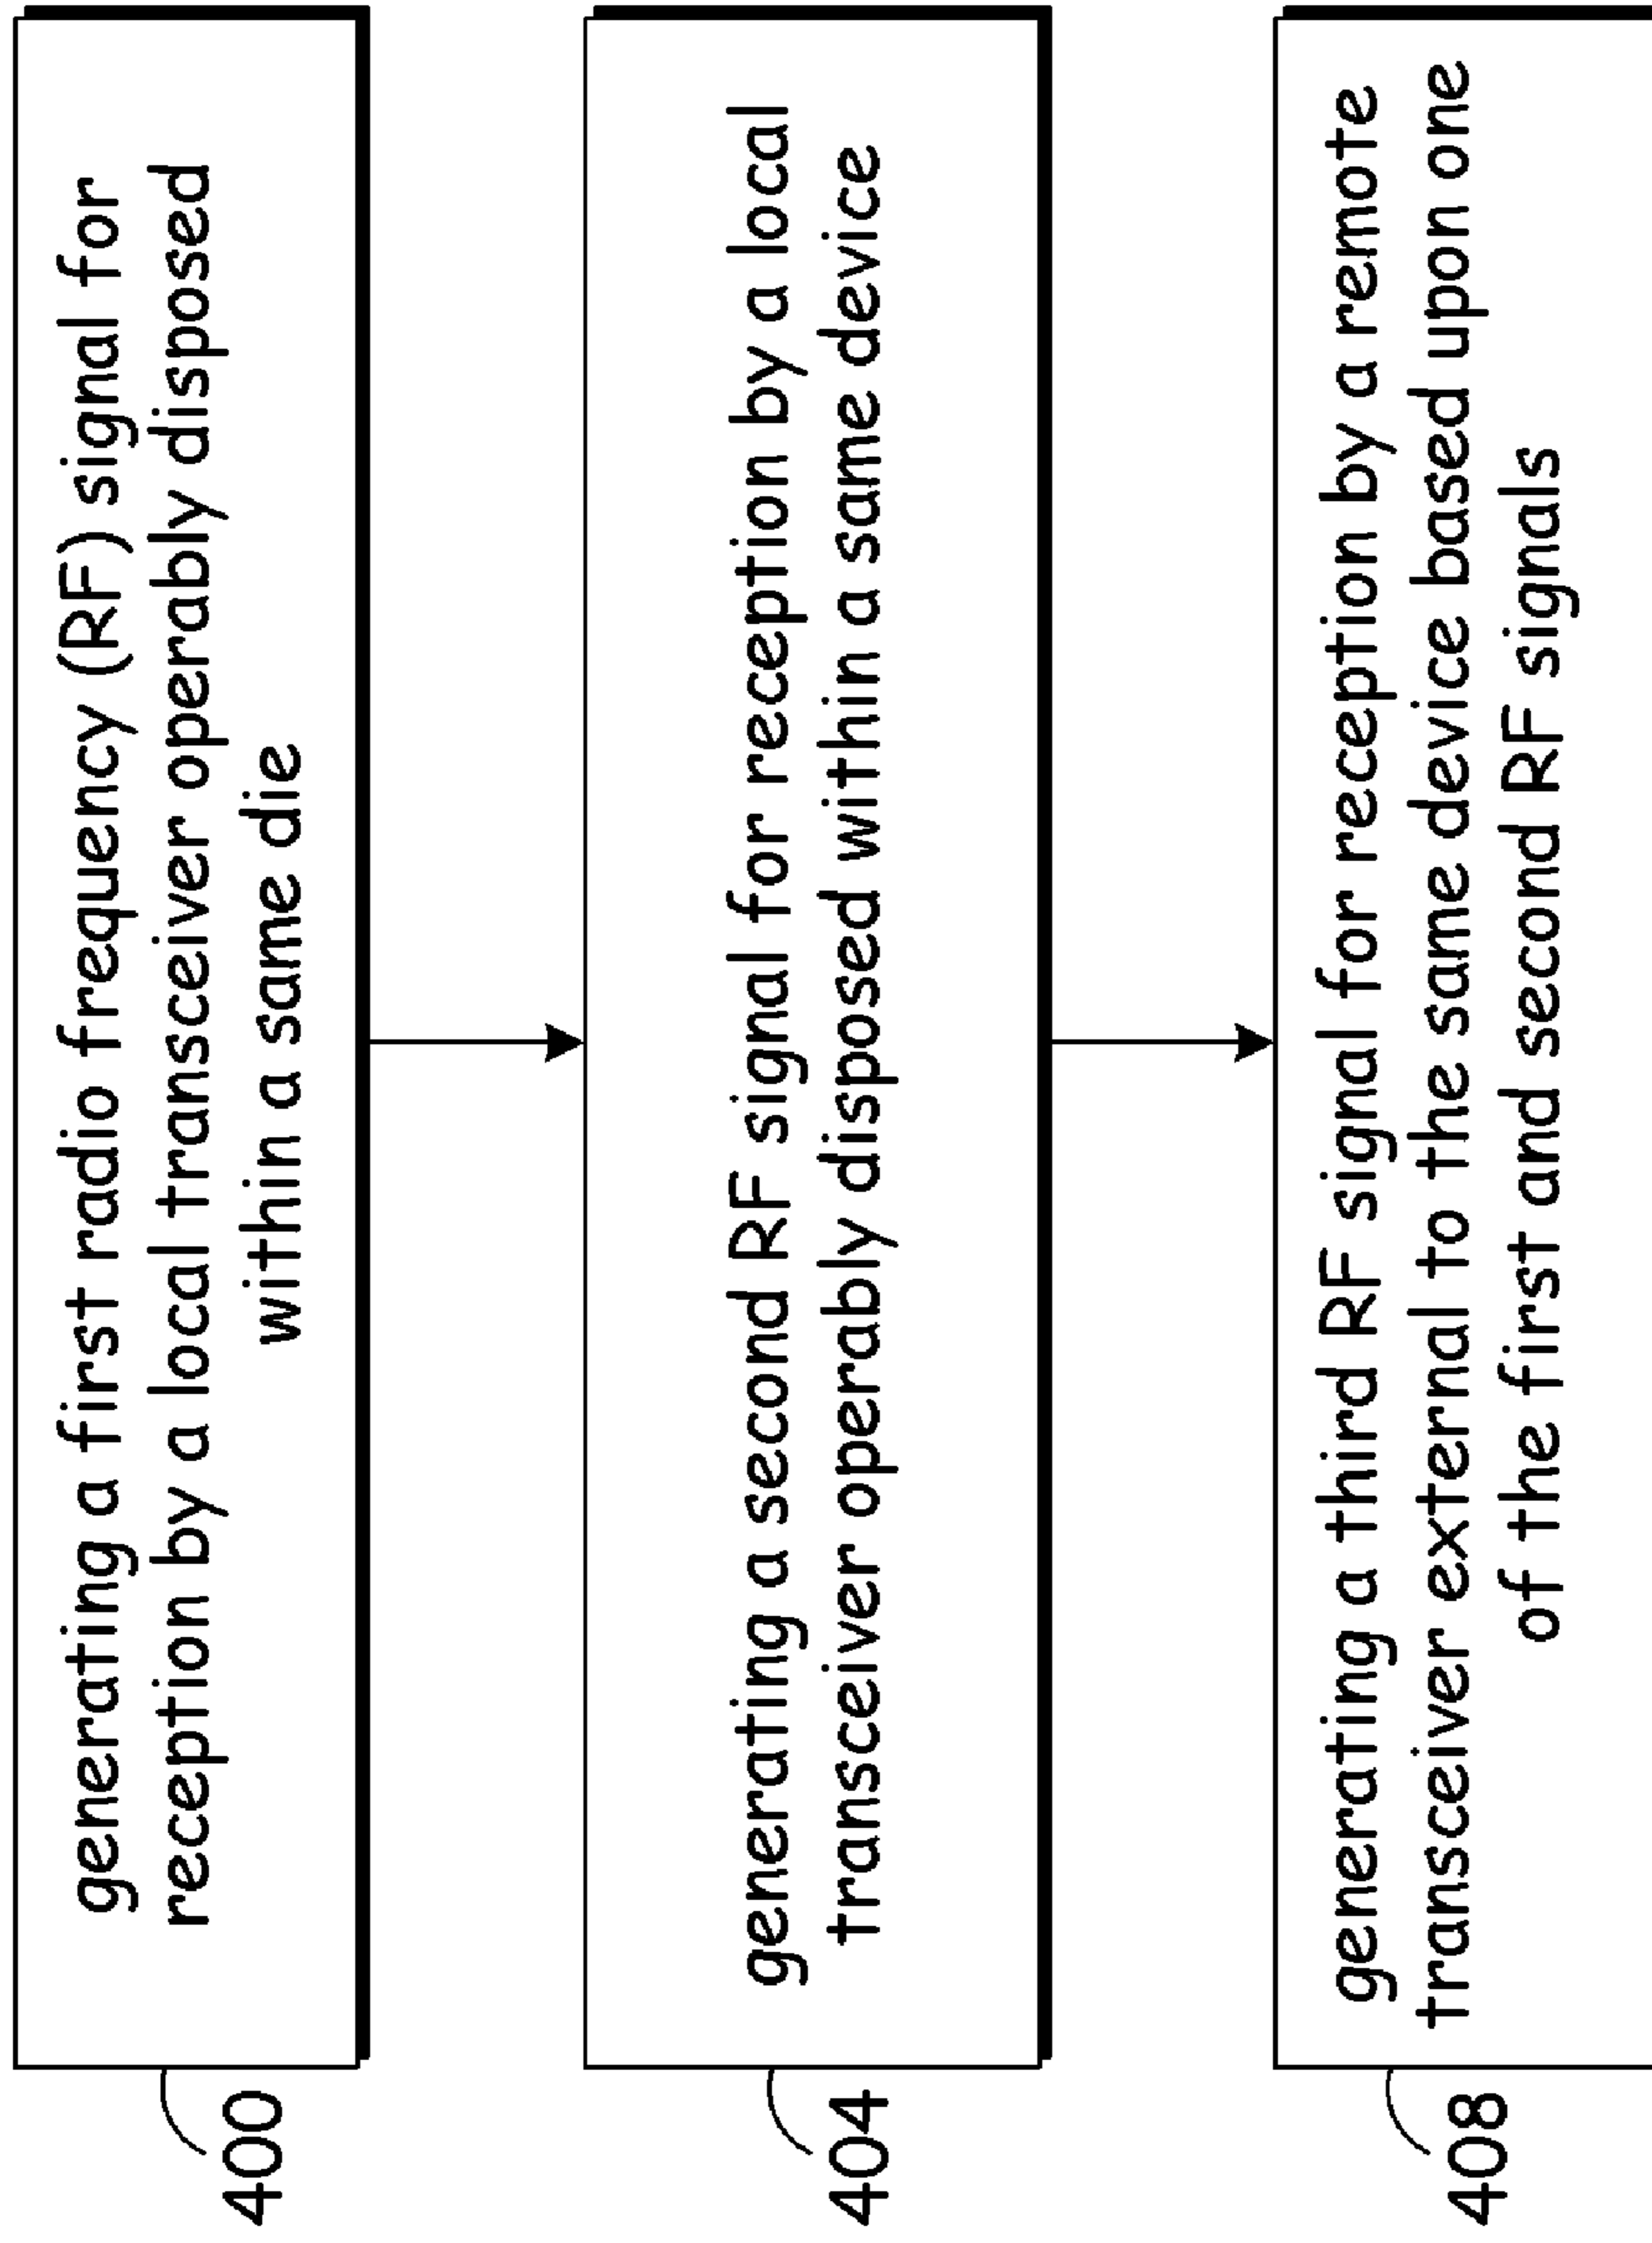 generating a first radio frequency (RF) signal for
reception by a local transceiver operably disposed
within a same die
400
generating a second RF signal for reception by a local
transceiver operably disposed within a same device
404
generating a third RF signal for reception by a remote
transceiver external to the same device based upon one
of the first and second RF signals
408